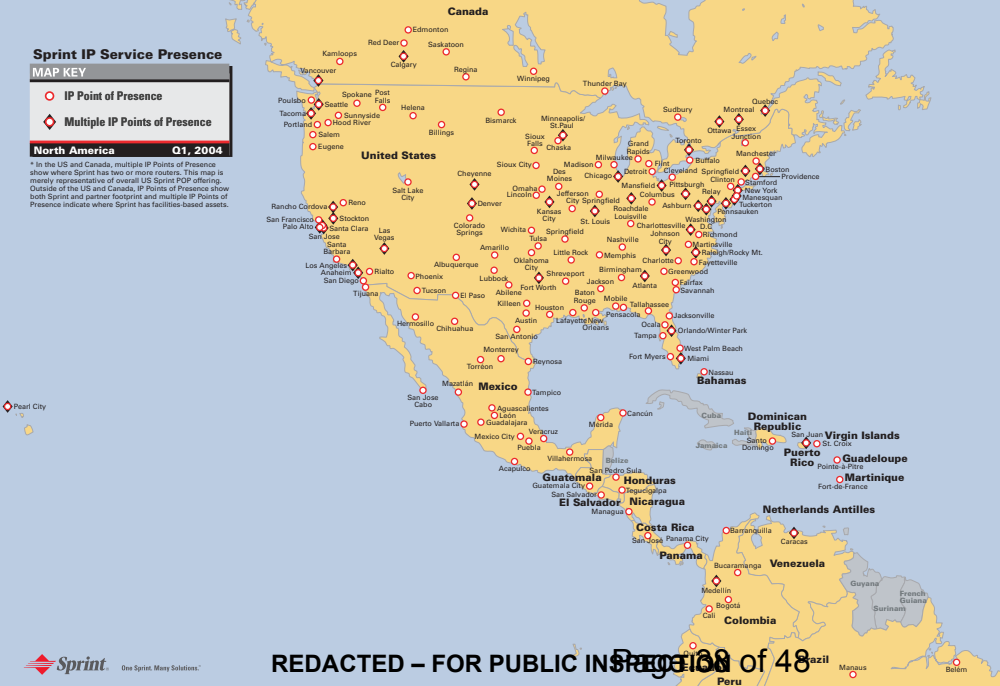 Canada
Sprint IP Service Presence
MAP KEY
IP Point of Presence
Multiple IP Points of Presence
North America Q1, 2004
* In the US and Canada, multiple IP Points of Presence
show where Sprint has two or more routers. This map is
merely representative of overall US Sprint POP offering.
Outside of the US and Canada, IP Points of Presence show
both Sprint and partner footprint and multiple IP Points of
Presence indicate where Sprint has facilities-based assets.
Edmonton
Red Deer
Saskatoon
Kamloops
Calgary
Vancouver
Regina
Winnipeg
Thunder Bay
Sudbury
Quebec
Montreal
Ottawa
Essex
Junction
Toronto
Poulsbo
Seattle
Tacoma
Spokane
Post
Falls
Sunnyside
Portland
Hood River
Salem
Eugene
Helena
Billings
Bismarck
Minneapolis/
St.Paul
Chaska
Sioux
Falls
Sioux City
Madison
Milwaukee
Chicago
Grand
Rapids
Flint
Detroit
Cleveland
Buffalo
Manchester
Boston
Providence
Springfield
Clinton
Stamford
New York
Manesquan
Tuckerton
Pennsauken
United States
Salt Lake
City
Cheyenne
Denver
Colorado
Springs
Omaha
Lincoln
Des
Moines
Kansas
City
Jefferson
City
Springfield
St. Louis
Mansfield
Columbus
Pittsburgh
Roachdale
Louisville
Relay
Ashburn
Washington
D.C
Richmond
Charlottesville
Johnson
City
Martinsville
Raleigh/Rocky Mt.
Charlotte
Fayetteville
Greenwood
Fairfax
Savannah
Rancho Cordova
Reno
San Francisco
Stockton
Palo Alto
Santa Clara
San Jose
Santa
Barbara
Las
Vegas
Los Angeles
Anaheim
Rialto
San Diego
Tijuana
Phoenix
Tucson
El Paso
Albuquerque
Amarillo
Lubbock
Abilene
Wichita
Tulsa
Springfield
Oklahoma
City
Little Rock
Fort Worth
Shreveport
Nashville
Memphis
Birmingham
Atlanta
Jackson
Killeen
Houston
Austin
San Antonio
Baton
Rouge
Lafayette
New
Orleans
Mobile
Pensacola
Tallahassee
Jacksonville
Ocala
Orlando/Winter Park
Tampa
West Palm Beach
Fort Myers
Miami
Nassau
Bahamas
Hermosillo
Chihuahua
Monterrey
Torréon
Reynosa
Mexico
Mazatlán
San Jose
Cabo
Tampico
Aguascalientes
León
Guadalajara
Puerto Vallarta
Mexico City
Veracruz
Puebla
Acapulco
Villahermosa
Merida
Cancún
Pearl City
Cuba
Haiti
Jamaica
Dominican
Republic
Santo
Domingo
San Juan
Virgin Islands
St. Croix
Puerto
Rico
Guadeloupe
Pointe-à-Pitre
Martinique
Fort-de-France
Netherlands Antilles
Belize
San Pedro Sula
Guatemala
Guatemala City
Honduras
Tegucigalpa
San Salvador
El Salvador
Nicaragua
Managua
Costa Rica
San José
Panama City
Panama
Barranquilla
Caracas
Venezuela
Bucaramanga
Medellín
Bogotá
Cali
Colombia
Guyana
Surinam
French
Guiana
Brazil
Manaus
Belém
Peru
Sprint
One Sprint. Many Solutions.
REDACTED – FOR PUBLIC INSPECTION
of 48